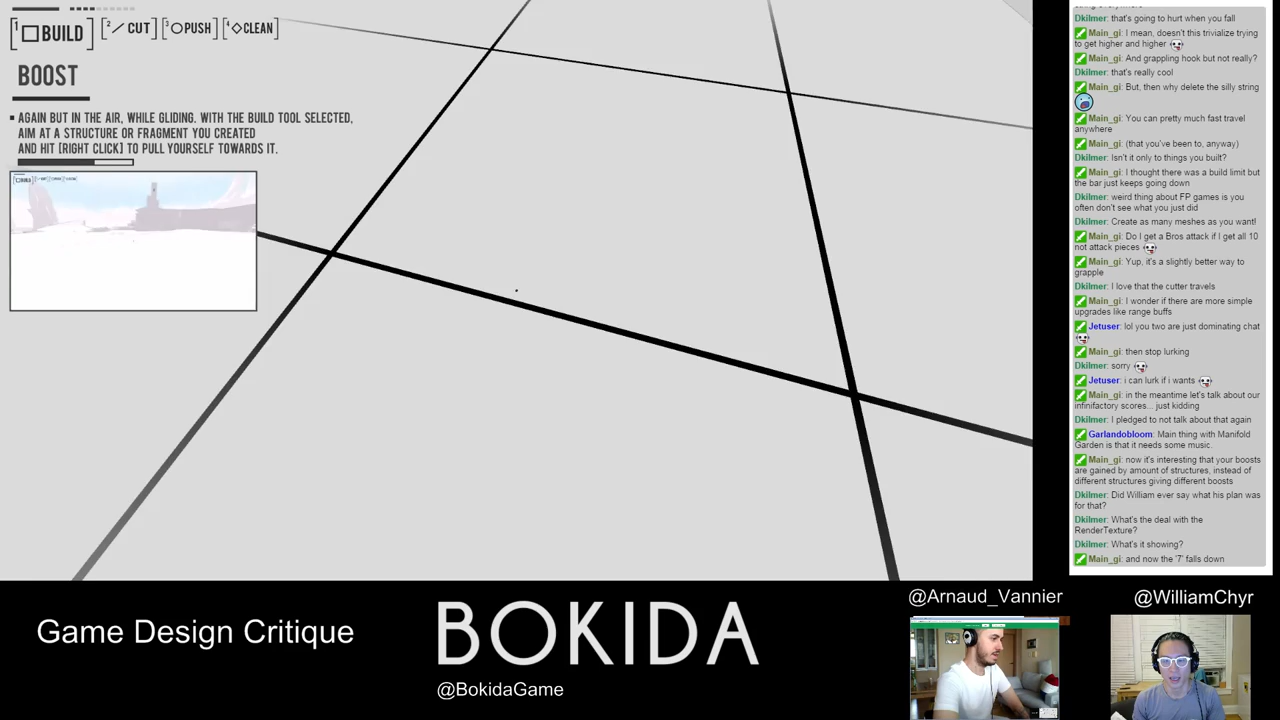 [1 BUILD] [2 CUT] [3 PUSH] [4 CLEAN]
BOOST
AGAIN BUT IN THE AIR, WHILE GLIDING. WITH THE BUILD TOOL SELECTED,
AIM AT A STRUCTURE OR FRAGMENT YOU CREATED
AND HIT [RIGHT CLICK] TO PULL YOURSELF TOWARDS IT.
Dkilmer: that's going to hurt when you fall
Main_gi: I mean, doesn't this trivialize trying
to get higher and higher
Main_gi: And grappling hook but not really?
Dkilmer: that's really cool
Main_gi: But, then why delete the silly string
Main_gi: You can pretty much fast travel
anywhere
Main_gi: (that you've been to, anyway)
Dkilmer: Isn't it only to things you built?
Main_gi: I thought there was a build limit but
the bar just keeps going down
Dkilmer: weird thing about FP games is you
often don't see what you just did
Dkilmer: Create as many meshes as you want!
Main_gi: Do I get a Bros attack if I get all 10
not attack pieces
Main_gi: Yup, it's a slightly better way to
grapple
Dkilmer: I love that the cutter travels
Main_gi: I wonder if there are more simple
upgrades like range buffs
Jetuser: lol you two are just dominating chat
Main_gi: then stop lurking
Dkilmer: sorry
Jetuser: i can lurk if i wants
Main_gi: in the meantime let's talk about our
infinifactory scores... just kidding
Dkilmer: I pledged to not talk about that again
Garlandobloom: Main thing with Manifold
Garden is that it needs some music.
Main_gi: now it's interesting that your boosts
are gained by amount of structures, instead of
different structures giving different boosts
Dkilmer: Did William ever say what his plan was
for that?
Dkilmer: What's the deal with the
RenderTexture?
Dkilmer: What's it showing?
Main_gi: and now the '7' falls down
Game Design Critique
BOKIDA
@BokidaGame
@Arnaud_Vannier
@WilliamChyr